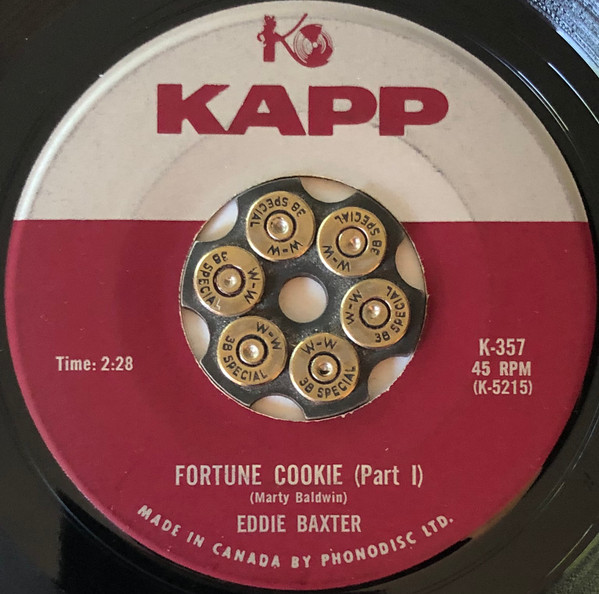 K
KAPP
38 SPECIAL
W-W
38 SPECIAL
W-W
38 SPECIAL
W-W
W-W
38 SPECIAL
W-W
38 SPECIAL
W-W
38 SPECIAL
Time: 2:28
K-357
45 RPM
(K-5215)
FORTUNE COOKIE (Part I)
(Marty Baldwin)
EDDIE BAXTER
MADE IN CANADA BY PHONODISC LTD.